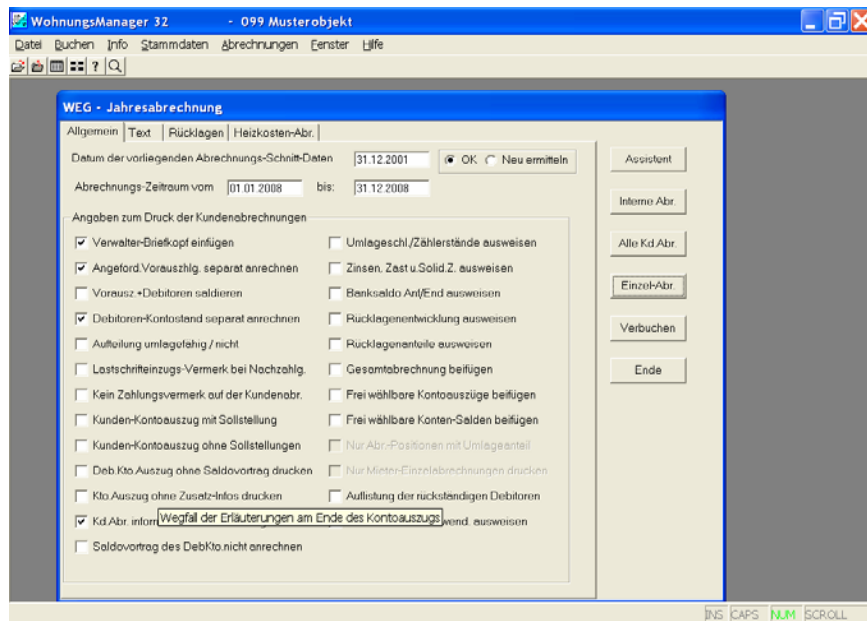 WohnungsManager 32 - 099 Musterobjekt
Datei Buchen Info Stammdaten Abrechnungen Fenster Hilfe
WEG - Jahresabrechnung
Allgemein Text Rücklagen Heizkosten-Abr.
Datum der vorliegenden Abrechnungs-Schnitt-Daten 31.12.2001 OK Neu ermitteln
Abrechnungs-Zeitraum vom 01.01.2008 bis: 31.12.2008
Angaben zum Druck der Kundenabrechnungen
Verwalter-Briefkopf einfügen
Angeford.Vorauszhlg. separat anrechnen
Vorausz.+Debitoren saldieren
Debitoren-Kontostand separat anrechnen
Aufteilung umlagefähig / nicht
Lastschrifteinzugs-Vermerk bei Nachzahlg.
Kein Zahlungsvermerk auf der Kundenabr.
Kunden-Kontoauszug mit Sollstellung
Kunden-Kontoauszug ohne Sollstellungen
Deb.Kto.Auszug ohne Saldovortrag drucken
Kto.Auszug ohne Zusatz-Infos drucken
Kd.Abr. inform
Wegfall der Erläuterungen am Ende des Kontoauszugs
Saldovortrag des DebKto.nicht anrechnen
Umlageschl./Zählerstände ausweisen
Zinsen, Zast u.Solid.Z. ausweisen
Banksaldo Anf/End ausweisen
Rücklagenentwicklung ausweisen
Rücklagenanteile ausweisen
Gesamtabrechnung beifügen
Frei wählbare Kontoauszüge beifügen
Frei wählbare Konten-Salden beifügen
Nur Abr.-Positionen mit Umlageanteil
Nur Mieter-Einzelabrechnungen drucken
Auflistung der rückständigen Debitoren
wend. ausweisen
Assistent
Interne Abr.
Alle Kd.Abr.
Einzel-Abr.
Verbuchen
Ende
INS CAPS NUM SCROLL